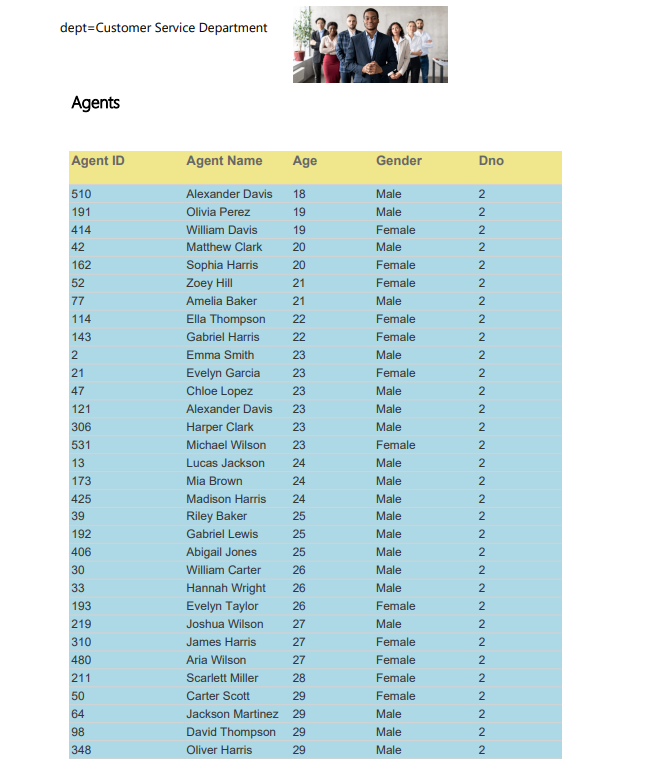 dept=Customer Service Department
Agents
Agent ID Agent Name Age Gender Dno
510 Alexander Davis 18 Male 2
191 Olivia Perez 19 Male 2
414 William Davis 19 Female 2
42 Matthew Clark 20 Male 2
162 Sophia Harris 20 Female 2
52 Zoey Hill 21 Female 2
77 Amelia Baker 21 Male 2
114 Ella Thompson 22 Female 2
143 Gabriel Harris 22 Female 2
2 Emma Smith 23 Male 2
21 Evelyn Garcia 23 Female 2
47 Chloe Lopez 23 Male 2
121 Alexander Davis 23 Male 2
306 Harper Clark 23 Male 2
531 Michael Wilson 23 Female 2
13 Lucas Jackson 24 Male 2
173 Mia Brown 24 Male 2
425 Madison Harris 24 Male 2
39 Riley Baker 25 Male 2
192 Gabriel Lewis 25 Male 2
406 Abigail Jones 25 Male 2
30 William Carter 26 Male 2
33 Hannah Wright 26 Male 2
193 Evelyn Taylor 26 Female 2
219 Joshua Wilson 27 Male 2
310 James Harris 27 Female 2
480 Aria Wilson 27 Female 2
211 Scarlett Miller 28 Female 2
50 Carter Scott 29 Female 2
64 Jackson Martinez 29 Male 2
98 David Thompson 29 Male 2
348 Oliver Harris 29 Male 2